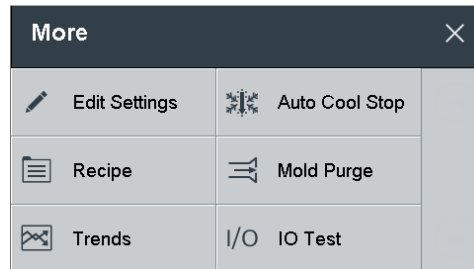 More
Edit Settings
Auto Cool Stop
Recipe
Mold Purge
Trends
I/O IO Test